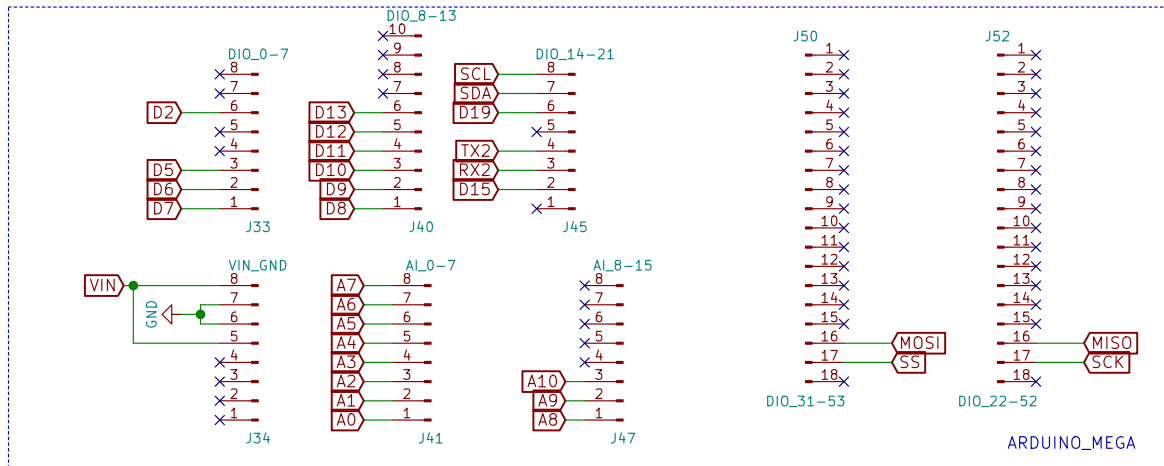 DIO_0-7
8
7
D2 6
5
4
D5 3
D6 2
D7 1
J33
DIO_8-13
10
9
8
7
D13 6
D12 5
D11 4
D10 3
D9 2
D8 1
J40
DIO_14-21
SCL 8
SDA 7
D19 6
5
TX2 4
RX2 3
D15 2
1
J45
VIN_GND
VIN 8
GND 7
6
5
4
3
2
1
J34
AI_0-7
A7 8
A6 7
A5 6
A4 5
A3 4
A2 3
A1 2
A0 1
J41
AI_8-15
8
7
6
5
4
A10 3
A9 2
A8 1
J47
J50
1
2
3
4
5
6
7
8
9
10
11
12
13
14
15
16 MOSI
17 SS
18
DIO_31-53
J52
1
2
3
4
5
6
7
8
9
10
11
12
13
14
15
16 MISO
17 SCK
18
DIO_22-52
ARDUINO_MEGA